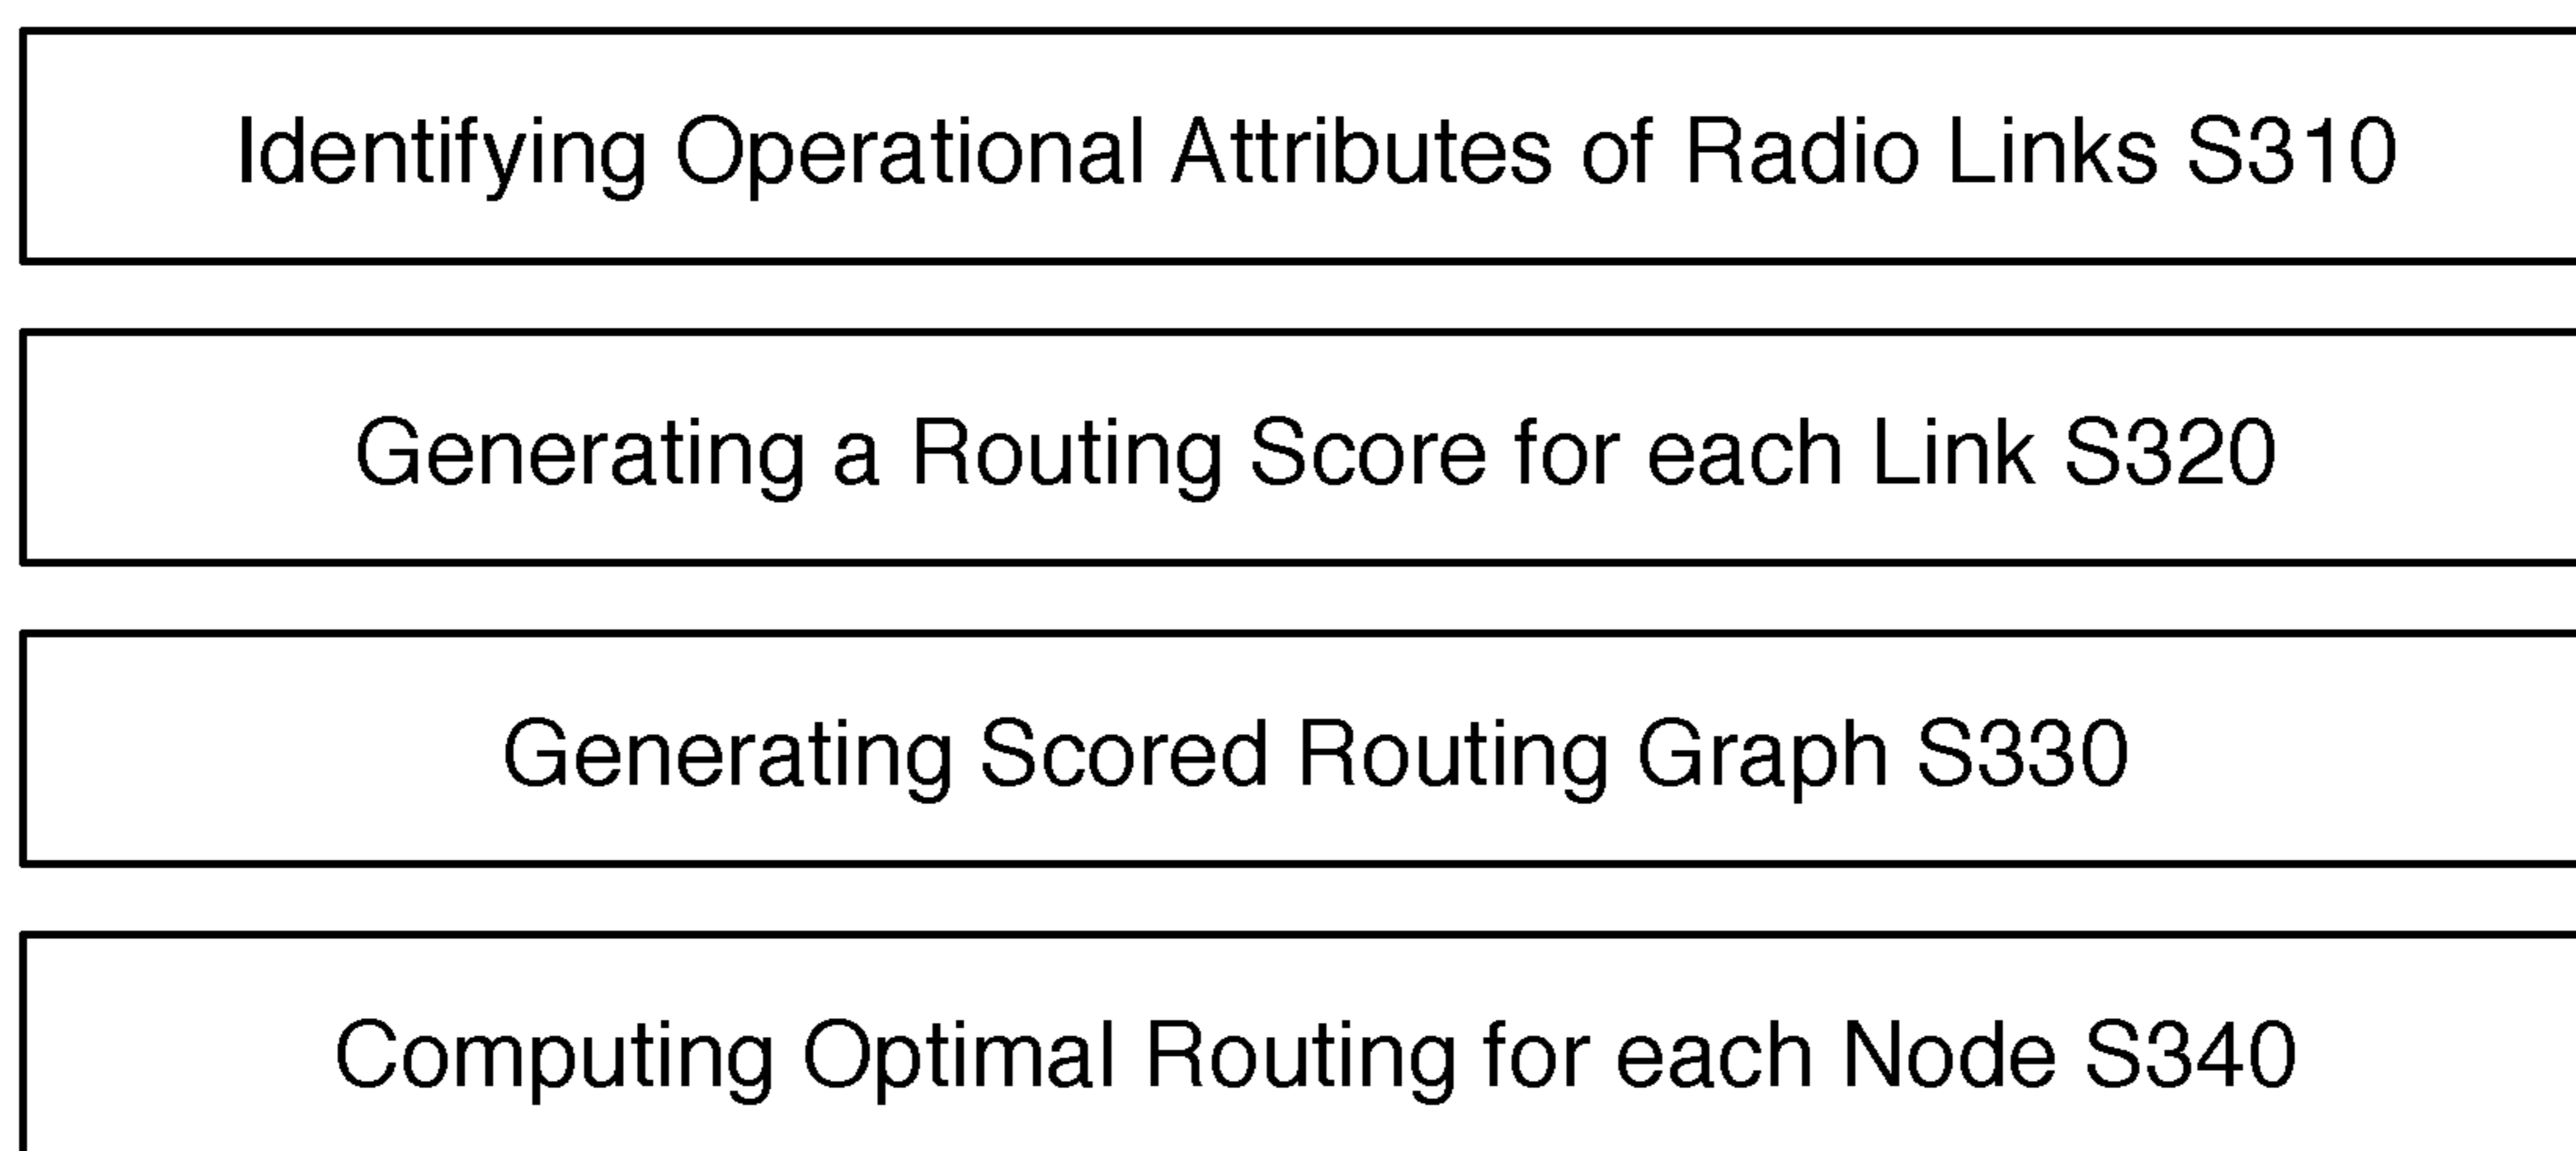 Identifying Operational Attributes of Radio Links S310
Generating a Routing Score for each Link S320
Generating Scored Routing Graph S330
Computing Optimal Routing for each Node S340